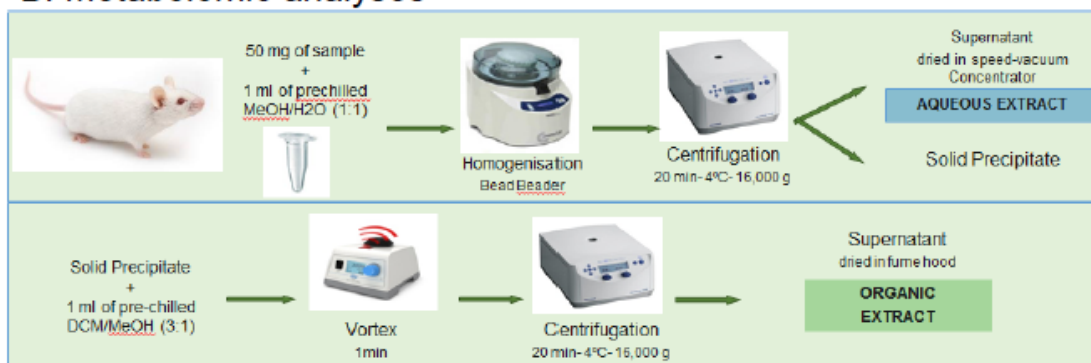 B. Metabolomic analyses
50 mg of sample
+
1 ml of prechilled
MeOH/H2O (1:1)
Homogenisation
Bead Beader
Centrifugation
20 min- 4ºC- 16,000 g
Supernatant
dried in speed-vacuum
Concentrator
AQUEOUS EXTRACT
Solid Precipitate
Solid Precipitate
+
1 ml of pre-chilled
DCM/MeOH (3:1)
Vortex
1min
Centrifugation
20 min- 4ºC- 16,000 g
Supernatant
dried in fume hood
ORGANIC
EXTRACT